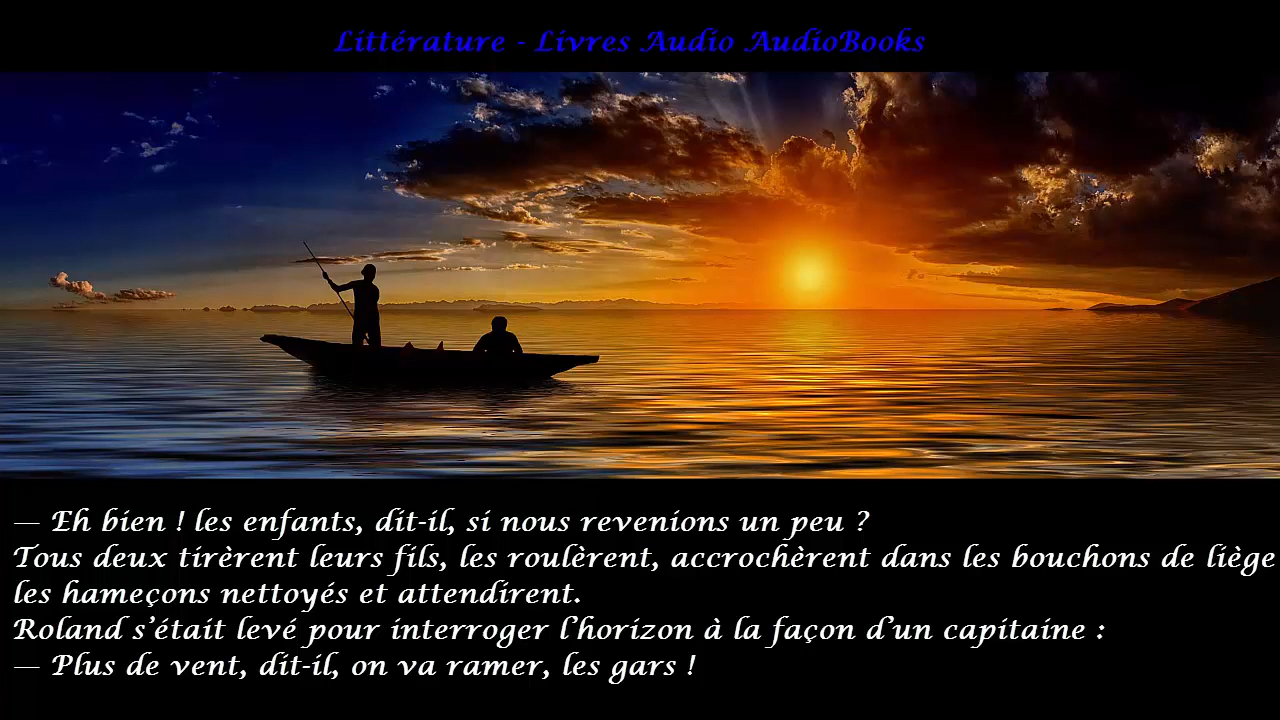 Littérature - Livres Audio AudioBooks
— Eh bien ! les enfants, dit-il, si nous revenions un peu ?
Tous deux tirèrent leurs fils, les roulèrent, accrochèrent dans les bouchons de liège
les hameçons nettoyés et attendirent.
Roland s’était levé pour interroger l’horizon à la façon d’un capitaine :
— Plus de vent, dit-il, on va ramer, les gars !